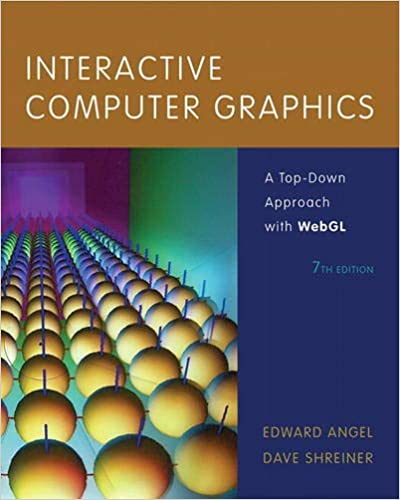 INTERACTIVE
COMPUTER GRAPHICS
A Top-Down
Approach
with WebGL
7TH EDITION
EDWARD ANGEL
DAVE SHREINER